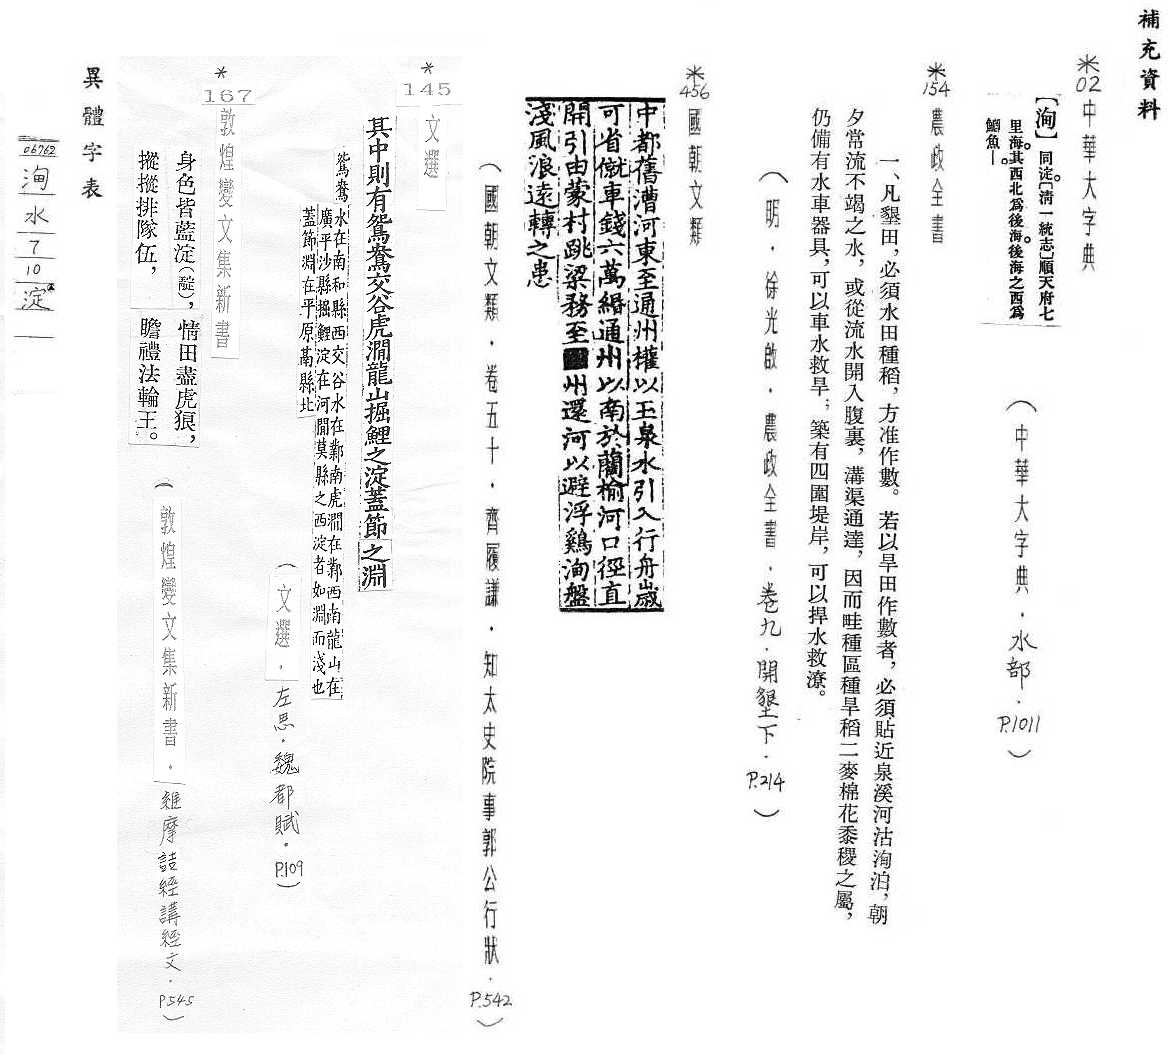 補充資料
*02
中華大字典
【洵】同淀。〔清一統志〕順天府七
里海。其西北爲後海。後海之西爲
鯽魚|。
(中華大字典.水部.P.1011)
*154
農政全書
一、凡墾田,必須水田種稻,方准作數。若以旱田作數者,必須貼近泉溪河沽洵泊,朝
夕常流不竭之水,或從流水開入腹裏,溝渠通達,因而畦種區種旱稻二麥棉花黍稷之屬,
仍備有水車器具,可以車水救旱;築有四圍堤岸,可以捍水救潦。
(明.徐光啟.農政全書.卷九.開墾下.P.214)
*456
國朝文類
中都舊漕河東至通州權以玉泉水引入行舟歲
可省僦車錢六萬緡通州以南於藺榆河口徑直
開引由蒙村跳梁務至 州還河以避浮鷄洵盤
淺風浪遠轉之患
(國朝文類.卷五十.齊履謙.知太史院事郭公行狀.P.542)
*145
文選
其中則有鴛鴦交谷虎澗龍山掘鯉之淀蓋節之淵
鴛鴦水在南和縣西交谷水在鄴南虎澗在鄴西南龍山在
廣平沙縣掘鯉淀在河間莫縣之西淀者如淵而淺也
蓋節淵在平原鬲縣北
(文選.左思.魏都賦.P.109)
*167
敦煌變文集新書
身色皆藍淀(靛),情田盡虎狼,
摐摐排隊伍,瞻禮法輪王。
(敦煌變文集新書.維摩詰經講經文.P.545)
異體字表
06762
洵
水
7
10
淀